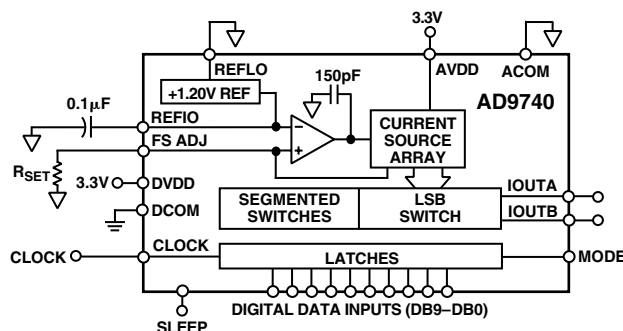 3.3V
REFLO
150pF
AVDD
ACOM
+1.20V REF
AD9740
0.1µF
REFIO
FS ADJ
−
+
CURRENT
SOURCE
ARRAY
RSET
3.3V
DVDD
DCOM
SEGMENTED
SWITCHES
LSB
SWITCH
IOUTA
IOUTB
CLOCK
CLOCK
LATCHES
MODE
DIGITAL DATA INPUTS (DB9–DB0)
SLEEP